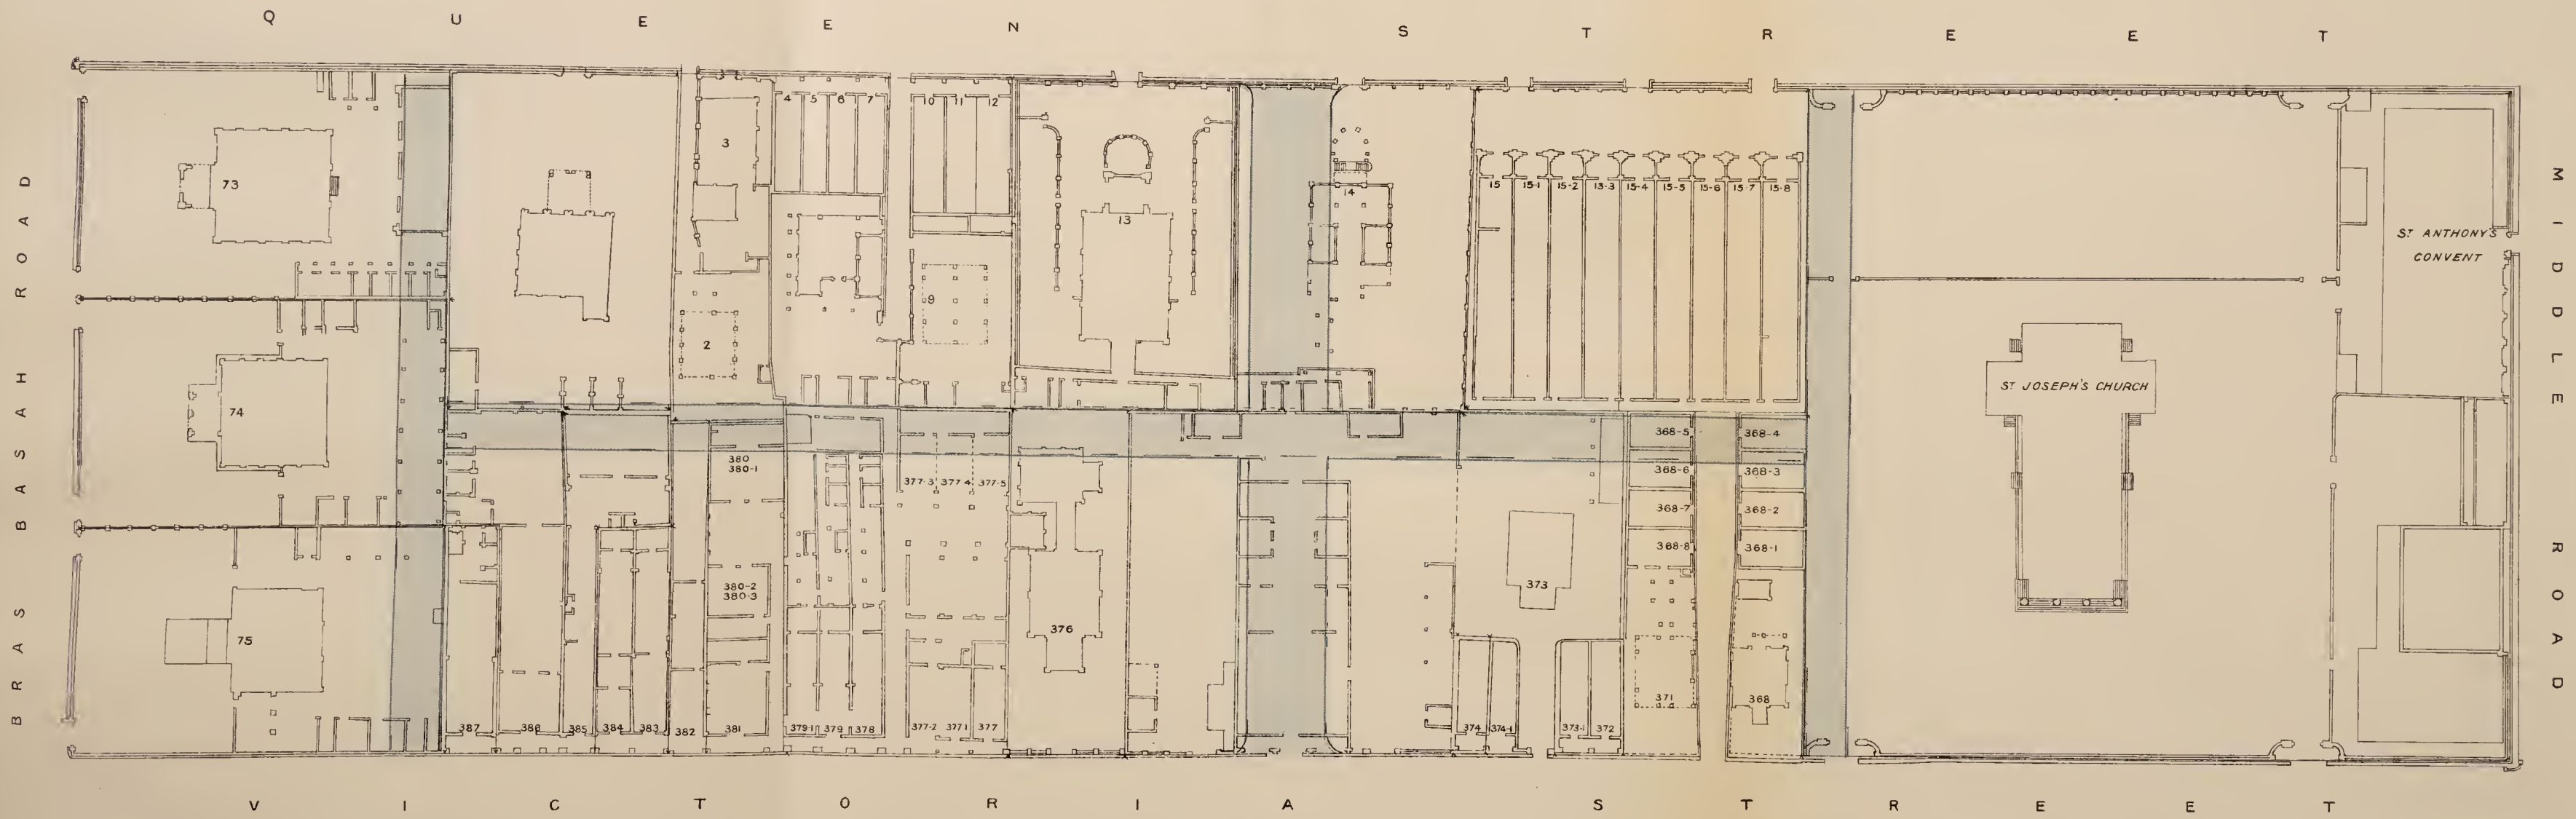 QUEEN STREET
BRAS BASAH ROAD
MIDDLE ROAD
VICTORIA STREET
4 5 6 7
10 11 12
3
73
14
15 15-1 15-2 13-3 15-4 15-5 15-6 15-7 15-8
13
ST ANTHONY'S
CONVENT
9
2
ST JOSEPH'S CHURCH
74
368-5 368-4
380
380-1
368-6 368-3
377-3 377-4 377-5
368-7 368-2
368-8 368-1
380-2
380-3
373
376
75
371 368
387 386 385 384 383 382 381 379-1 379 378 377-2 377-1 377 374 374-1 373-1 372